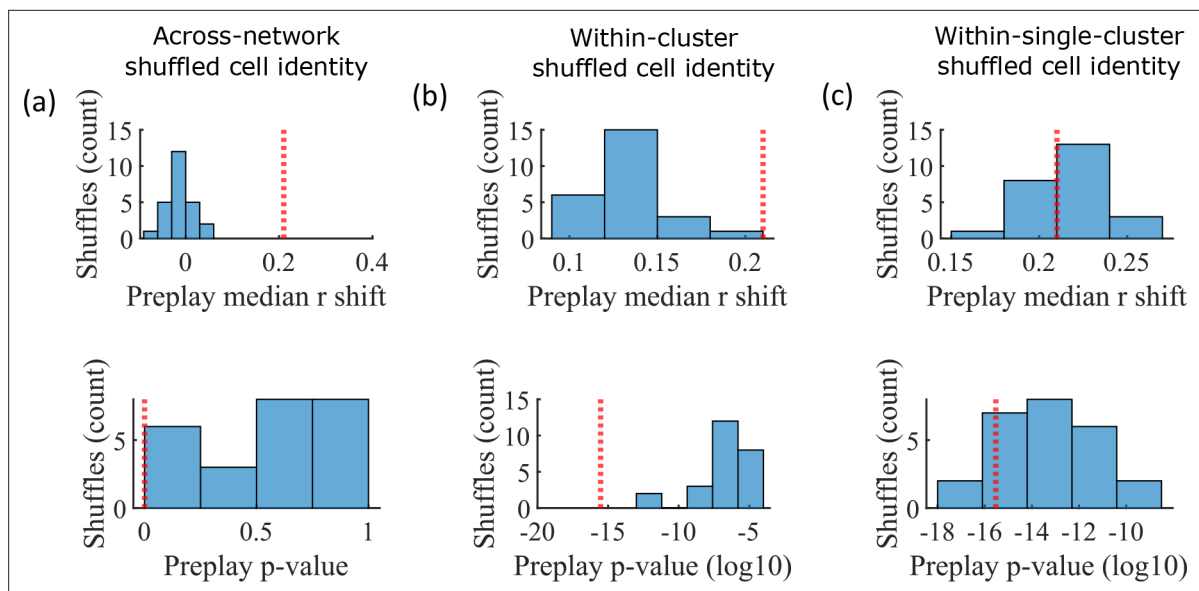 Across-network
shuffled cell identity
Within-cluster
shuffled cell identity
Within-single-cluster
shuffled cell identity
(a)
Shuffles (count)
15
10
5
0
0
0.2
0.4
Preplay median r shift
(b)
Shuffles (count)
15
10
5
0
0.1
0.15
0.2
Preplay median r shift
(c)
Shuffles (count)
15
10
5
0
0.15
0.2
0.25
Preplay median r shift
Shuffles (count)
5
0
0
0.5
1
Preplay p-value
Shuffles (count)
15
10
5
0
-20
-15
-10
-5
Preplay p-value (log10)
Shuffles (count)
5
0
-18
-16
-14
-12
-10
Preplay p-value (log10)